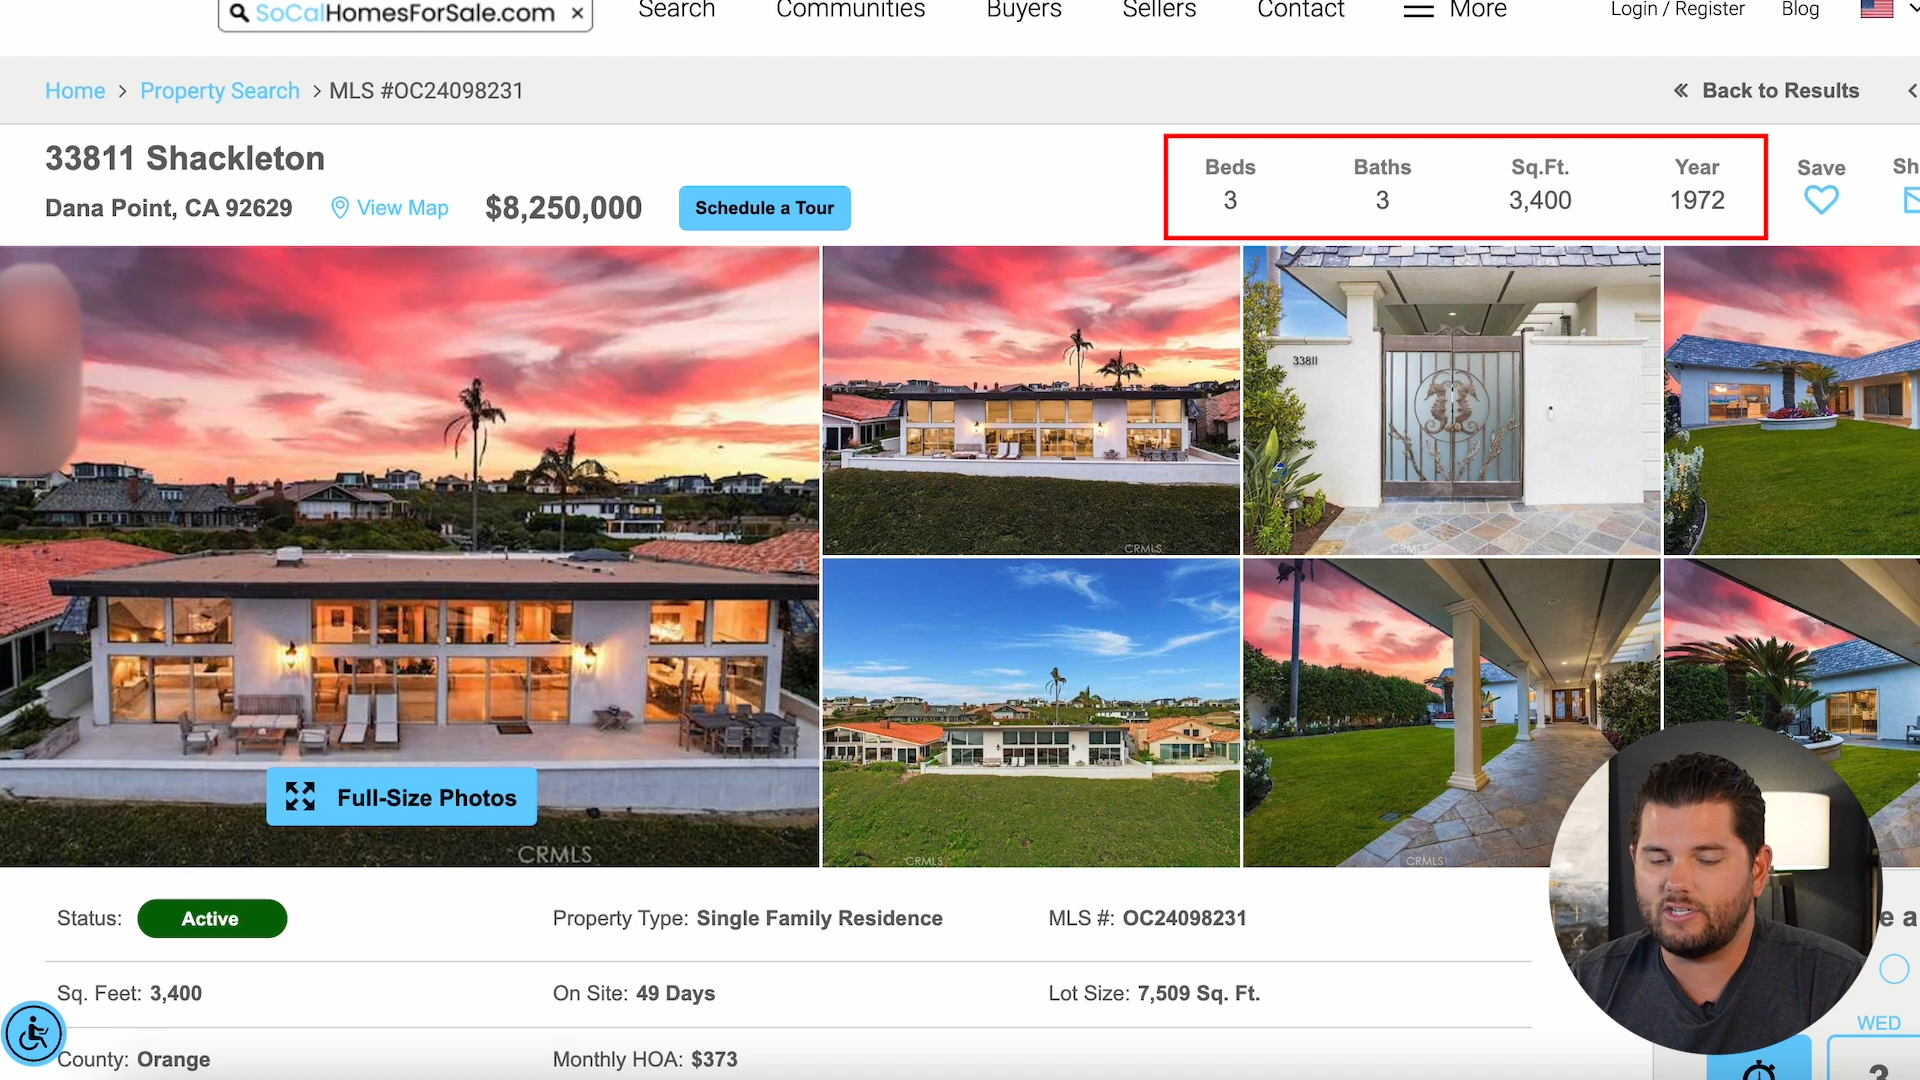 SoCalHomesForSale.com ×
Search Communities Buyers Sellers Contact More Login / Register Blog
Home > Property Search > MLS #OC24098231
« Back to Results
33811 Shackleton
Dana Point, CA 92629 View Map $8,250,000 Schedule a Tour
Beds Baths Sq.Ft. Year Save Sh
3 3 3,400 1972
33811
CRMLS
CRMLS
Full-Size Photos
CRMLS
CRMLS
CRMLS
Status: Active Property Type: Single Family Residence MLS #: OC24098231
e a
Sq. Feet: 3,400 On Site: 49 Days Lot Size: 7,509 Sq. Ft.
WED
County: Orange Monthly HOA: $373
3